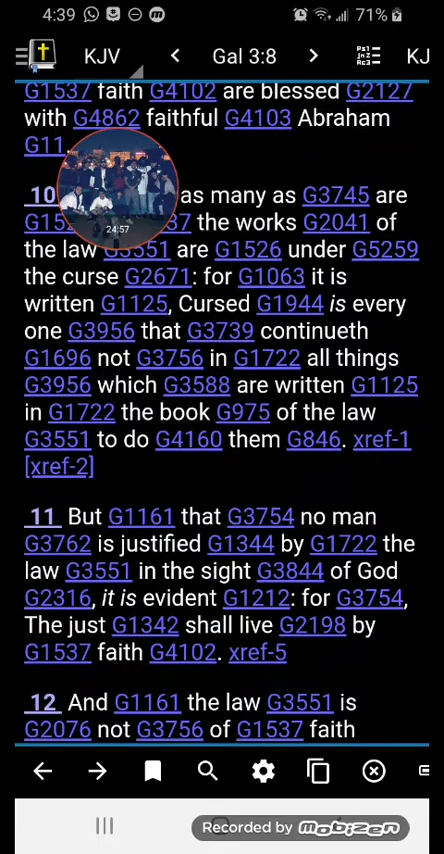 4:39 71%
KJV < Gal 3:8 > KJ
G1537 faith G4102 are blessed G2127
with G4862 faithful G4103 Abraham
G11.
10 as many as G3745 are
the works G2041 of
24:57
the law G3551 are G1526 under G5259
the curse G2671: for G1063 it is
written G1125, Cursed G1944 is every
one G3956 that G3739 continueth
G1696 not G3756 in G1722 all things
G3956 which G3588 are written G1125
in G1722 the book G975 of the law
G3551 to do G4160 them G846. xref-1
[xref-2]
11 But G1161 that G3754 no man
G3762 is justified G1344 by G1722 the
law G3551 in the sight G3844 of God
G2316, it is evident G1212: for G3754,
The just G1342 shall live G2198 by
G1537 faith G4102. xref-5
12 And G1161 the law G3551 is
G2076 not G3756 of G1537 faith
Recorded by Mobizen